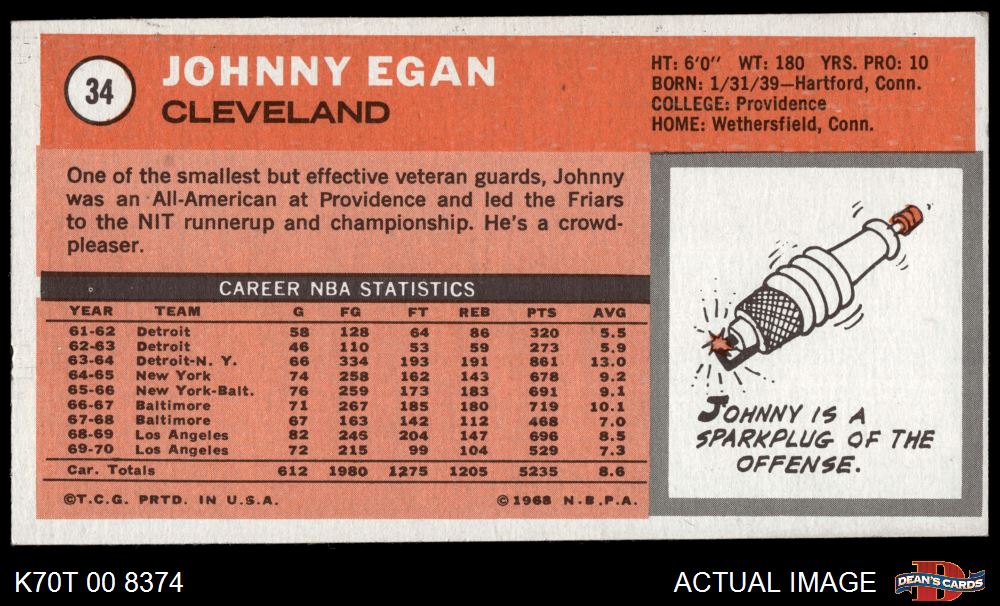 34
JOHNNY EGAN
CLEVELAND
HT: 6'0" WT: 180 YRS. PRO: 10
BORN: 1/31/39—Hartford, Conn.
COLLEGE: Providence
HOME: Wethersfield, Conn.
One of the smallest but effective veteran guards, Johnny
was an All-American at Providence and led the Friars
to the NIT runnerup and championship. He's a crowd-
pleaser.
CAREER NBA STATISTICS
YEAR TEAM G FG FT REB PTS AVG
61-62 Detroit 58 128 64 86 320 5.5
62-63 Detroit 46 110 53 59 273 5.9
63-64 Detroit-N. Y. 66 334 193 191 861 13.0
64-65 New York 74 258 162 143 678 9.2
65-66 New York-Balt. 76 259 173 183 691 9.1
66-67 Baltimore 71 267 185 180 719 10.1
67-68 Baltimore 67 163 142 112 468 7.0
68-69 Los Angeles 82 246 204 147 696 8.5
69-70 Los Angeles 72 215 99 104 529 7.3
Car. Totals 612 1980 1275 1205 5235 8.6
©T.C.G. PRTD. IN U.S.A. ©1968 N.B.P.A.
JOHNNY IS A
SPARKPLUG OF THE
OFFENSE.
K70T 00 8374
ACTUAL IMAGE
D
DEAN'S CARDS